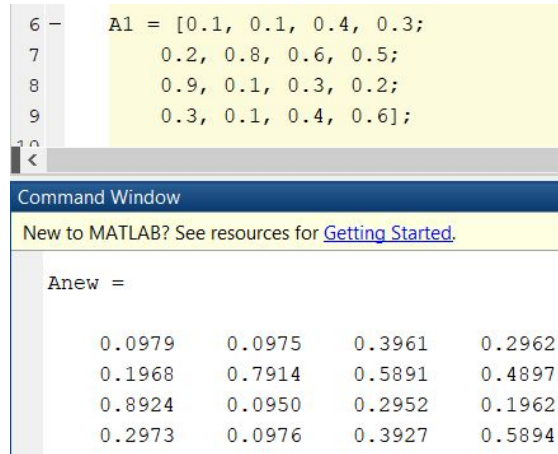 6 - A1 = [0.1, 0.1, 0.4, 0.3;
7 0.2, 0.8, 0.6, 0.5;
8 0.9, 0.1, 0.3, 0.2;
9 0.3, 0.1, 0.4, 0.6];
10
<
Command Window
New to MATLAB? See resources for Getting Started.
Anew =
0.0979 0.0975 0.3961 0.2962
0.1968 0.7914 0.5891 0.4897
0.8924 0.0950 0.2952 0.1962
0.2973 0.0976 0.3927 0.5894